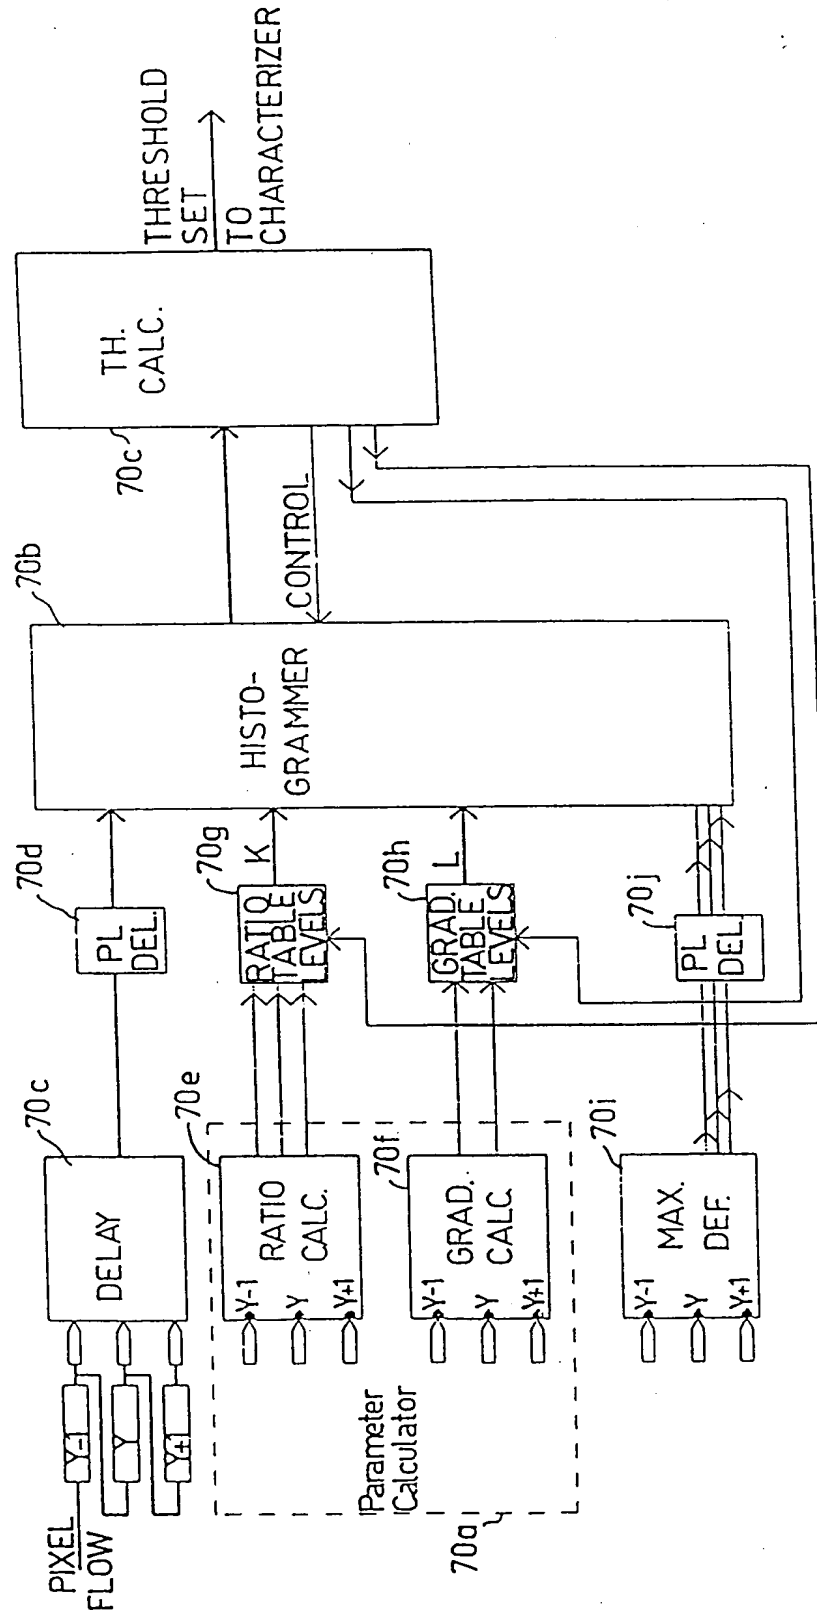 PIXEL
FLOW
Y-1
Y
Y+1
DELAY
70c
PL
DEL.
70d
Parameter
Calculator
70a
Y-1
Y
Y+1
RATIO
CALC.
70e
RATIO
TABLE
LEVELS
70g
K
Y-1
Y
Y+1
GRAD.
CALC.
70f
GRAD.
TABLE
LEVELS
70h
L
Y-1
Y
Y+1
MAX.
DEF.
70i
PL
DEL.
70j
HISTO-
GRAMMER
70b
CONTROL
TH.
CALC.
70c
THRESHOLD
SET
TO
CHARACTERIZER